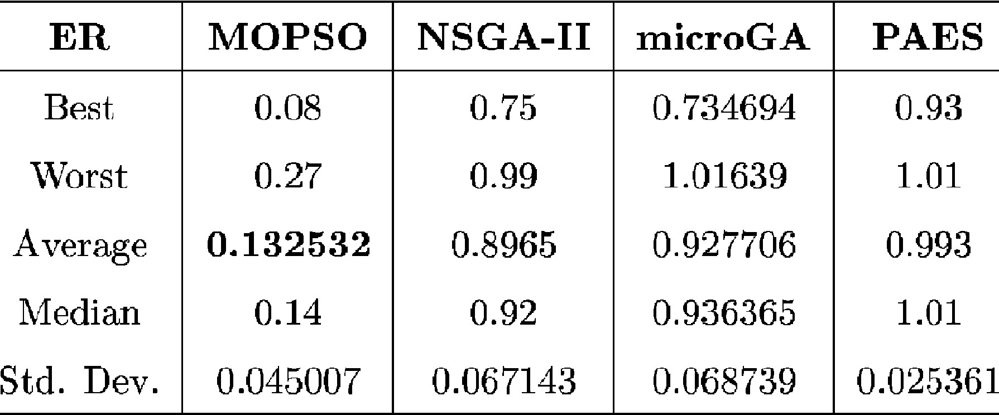 ER MOPSO NSGA-II microGA PAES
Best 0.08 0.75 0.734694 0.93
Worst 0.27 0.99 1.01639 1.01
Average 0.132532 0.8965 0.927706 0.993
Median 0.14 0.92 0.936365 1.01
Std. Dev. 0.045007 0.067143 0.068739 0.025361